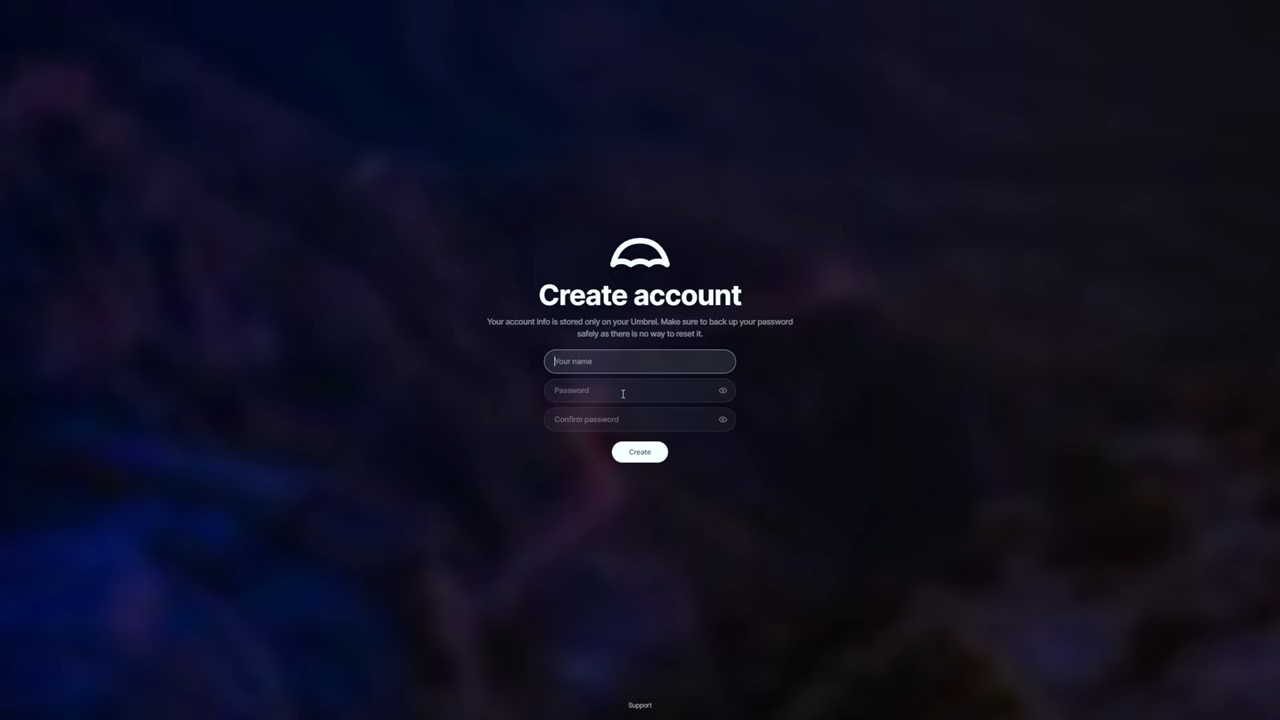 Create account
Your account info is stored only on your Umbrel. Make sure to back up your password
safely as there is no way to reset it.
Your name
Password
Confirm password
Create
Support